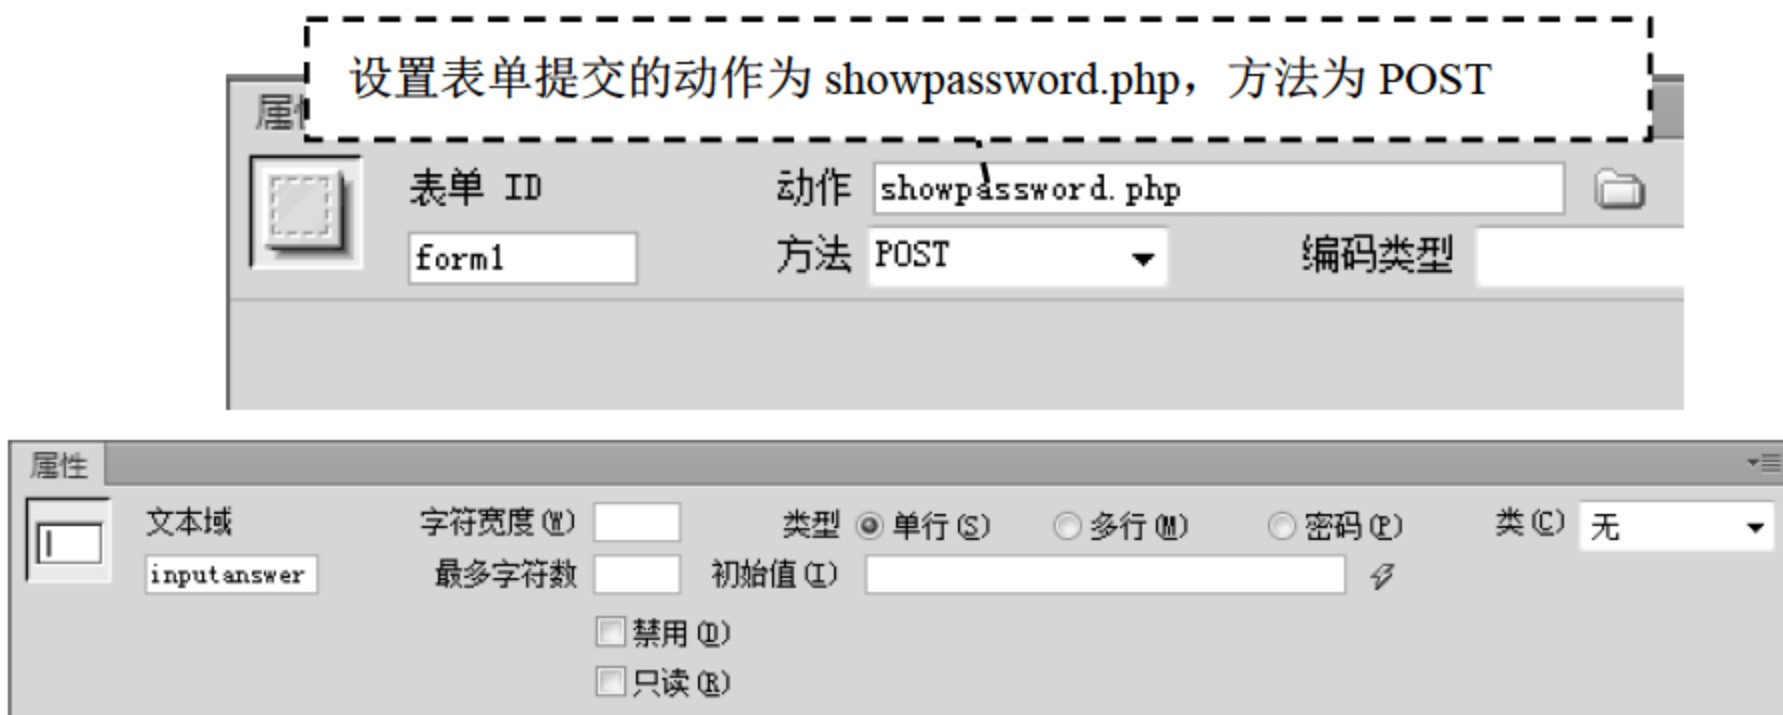 设置表单提交的动作为 showpassword.php，方法为 POST
表单 ID
动作 showpassword.php
form1
方法 POST
编码类型
属性
文本域
字符宽度(W)
类型 单行(S) 多行(M) 密码(P)
类(C) 无
inputanswer
最多字符数
初始值(I)
禁用(D)
只读(R)